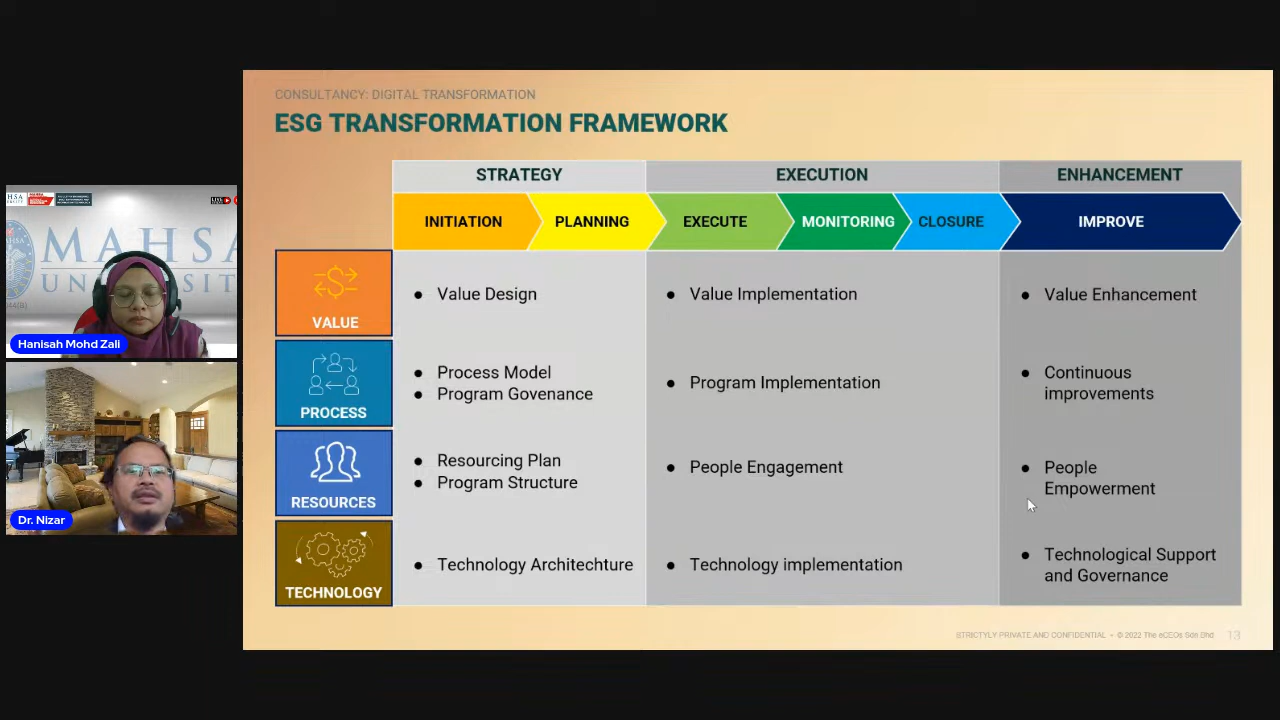 CONSULTANCY: DIGITAL TRANSFORMATION
ESG TRANSFORMATION FRAMEWORK
STRATEGY
EXECUTION
ENHANCEMENT
INITIATION
PLANNING
EXECUTE
MONITORING
CLOSURE
IMPROVE
VALUE
● Value Design
● Value Implementation
● Value Enhancement
PROCESS
● Process Model
● Program Govenance
● Program Implementation
● Continuous
improvements
RESOURCES
● Resourcing Plan
● Program Structure
● People Engagement
● People
Empowerment
TECHNOLOGY
● Technology Architechture
● Technology implementation
● Technological Support
and Governance
STRICTYLY PRIVATE AND CONFIDENTIAL • © 2022 The eCEOs Sdn Bhd
13
MAHSA
UNIVERSIT
LIVE
Hanisah Mohd Zali
Dr. Nizar